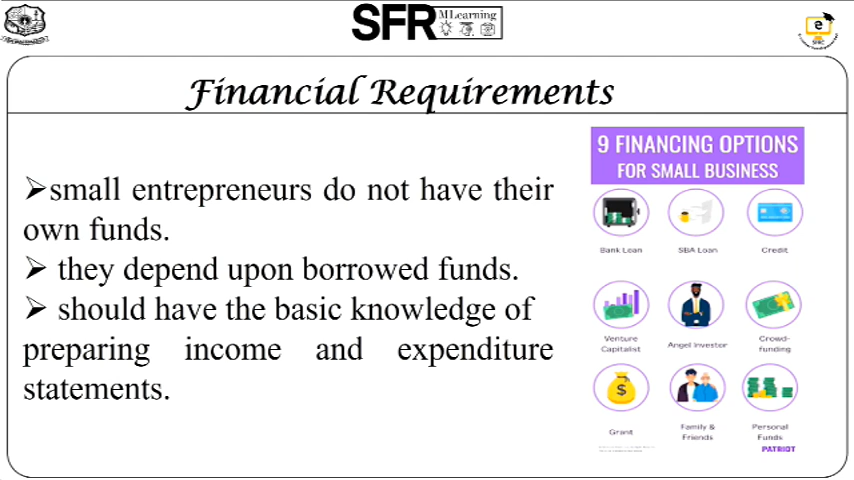 SFR MLearning
Financial Requirements
➢small entrepreneurs do not have their
own funds.
➢ they depend upon borrowed funds.
➢ should have the basic knowledge of
preparing income and expenditure
statements.
9 FINANCING OPTIONS
FOR SMALL BUSINESS
Bank Loan
SBA Loan
Credit
Venture
Capitalist
Angel Investor
Crowd-
funding
Grant
Family &
Friends
Personal
Funds
PATRIOT